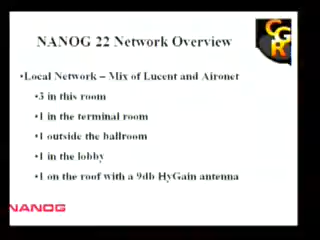 NANOG 22 Network Overview
•Local Network – Mix of Lucent and Aironet
•3 in this room
•1 in the terminal room
•1 outside the ballroom
•1 in the lobby
•1 on the roof with a 9db HyGain antenna
CGR
NANOG